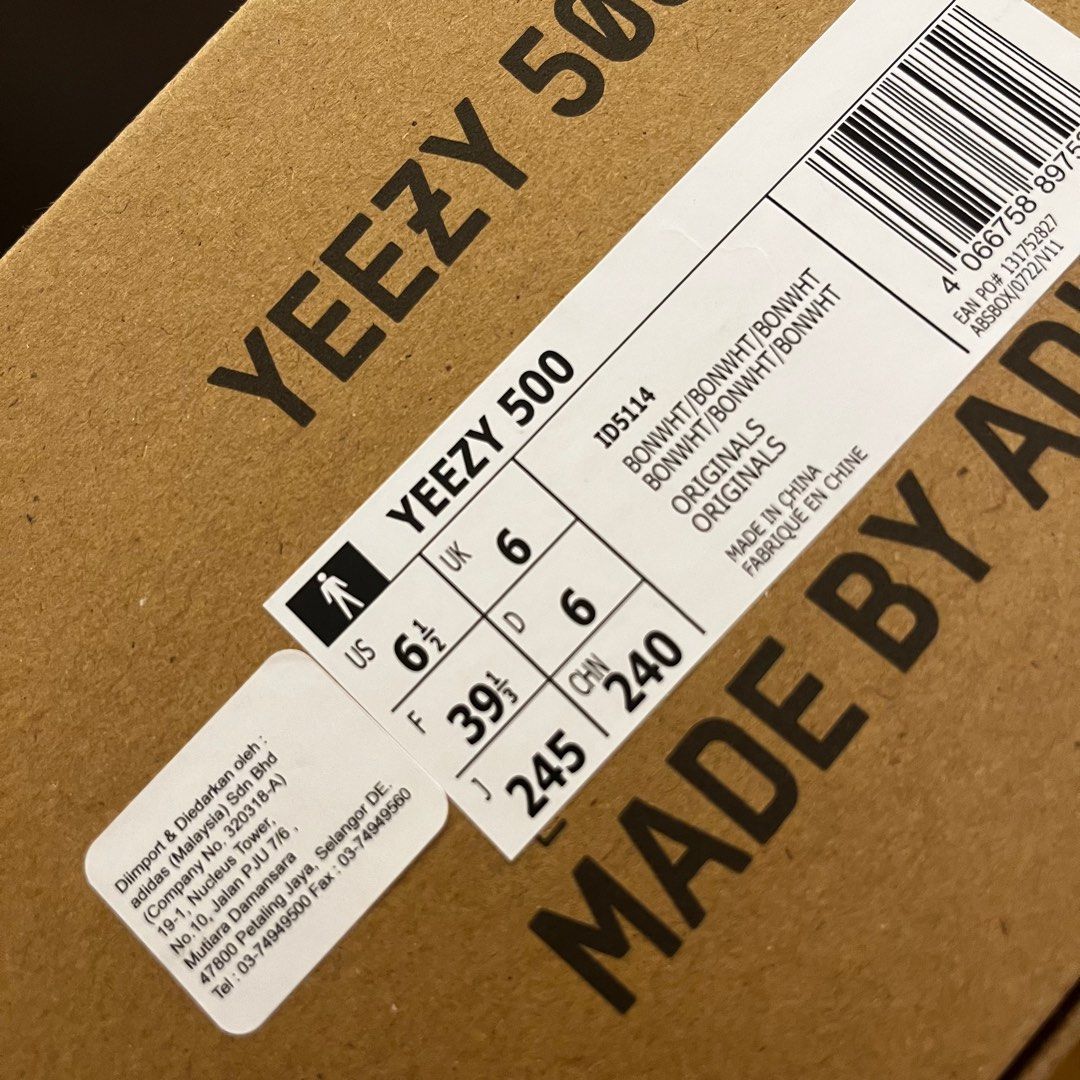 YEEZY 500
YEEZY 500
US 6½
UK 6
F 39⅓
D 6
J 245
CHN 240
ID5114
BONWHT/BONWHT/BONWHT
BONWHT/BONWHT/BONWHT
ORIGINALS
ORIGINALS
MADE IN CHINA
FABRIQUÉ EN CHINE
4 066758 8975
EAN PO# 131752827
ABSBOX/0722/V11
MADE BY AD
Diimport & Diedarkan oleh :
adidas (Malaysia) Sdn Bhd
(Company No. 320318-A)
19-1, Nucleus Tower,
No.10, Jalan PJU 7/6 ,
Mutiara Damansara
47800 Petaling Jaya, Selangor DE.
Tel : 03-74949500 Fax : 03-74949560